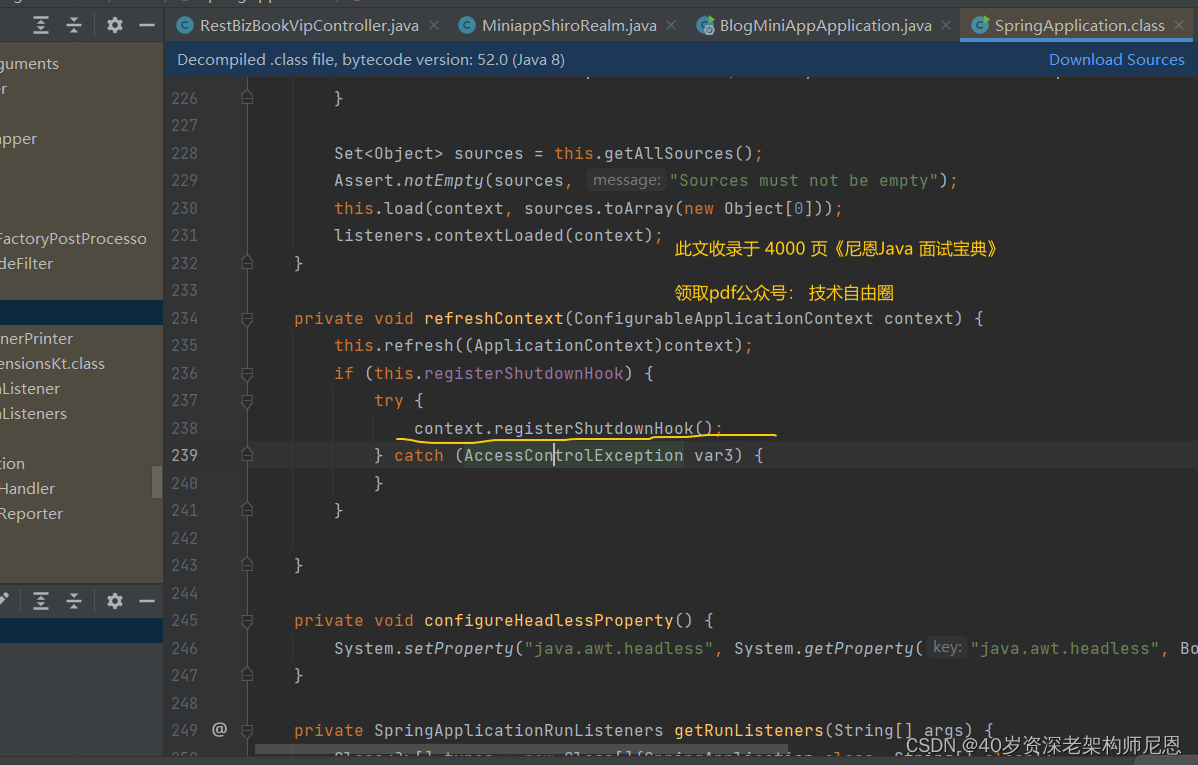 RestBizBookVipController.java
MiniappShiroRealm.java
BlogMiniAppApplication.java
SpringApplication.class
Decompiled .class file, bytecode version: 52.0 (Java 8)
Download Sources
guments
er
apper
FactoryPostProcesso
deFilter
nerPrinter
ensionsKt.class
nListener
nListeners
tion
Handler
Reporter
226 }
227
228 Set<Object> sources = this.getAllSources();
229 Assert.notEmpty(sources, message: "Sources must not be empty");
230 this.load(context, sources.toArray(new Object[0]));
231 listeners.contextLoaded(context);
此文收录于 4000 页《尼恩Java 面试宝典》
232 }
233
领取pdf公众号： 技术自由圈
234 private void refreshContext(ConfigurableApplicationContext context) {
235 this.refresh((ApplicationContext)context);
236 if (this.registerShutdownHook) {
237 try {
238 context.registerShutdownHook();
239 } catch (AccessControlException var3) {
240 }
241 }
242
243 }
244
245 private void configureHeadlessProperty() {
246 System.setProperty("java.awt.headless", System.getProperty( key: "java.awt.headless", Bo
247 }
248
249 @ private SpringApplicationRunListeners getRunListeners(String[] args) {
CSDN @40岁资深老架构师尼恩